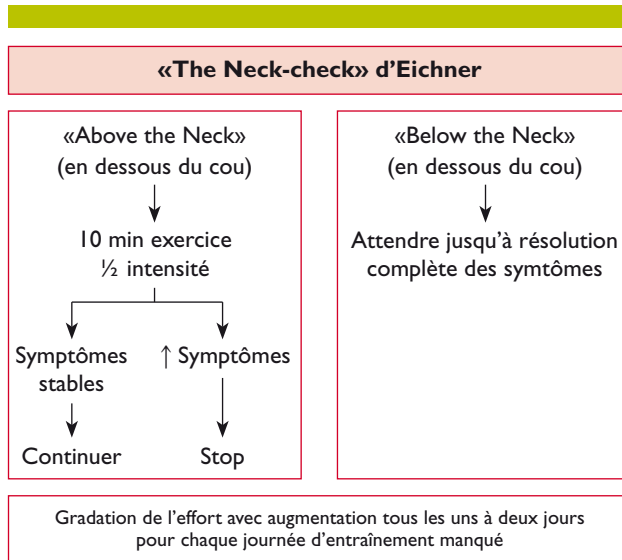 «The Neck-check» d’Eichner
«Above the Neck»
(en dessous du cou)
10 min exercice
½ intensité
Symptômes
stables
↑ Symptômes
Continuer
Stop
«Below the Neck»
(en dessous du cou)
Attendre jusqu’à résolution
complète des symtômes
Gradation de l’effort avec augmentation tous les uns à deux jours
pour chaque journée d’entraînement manqué